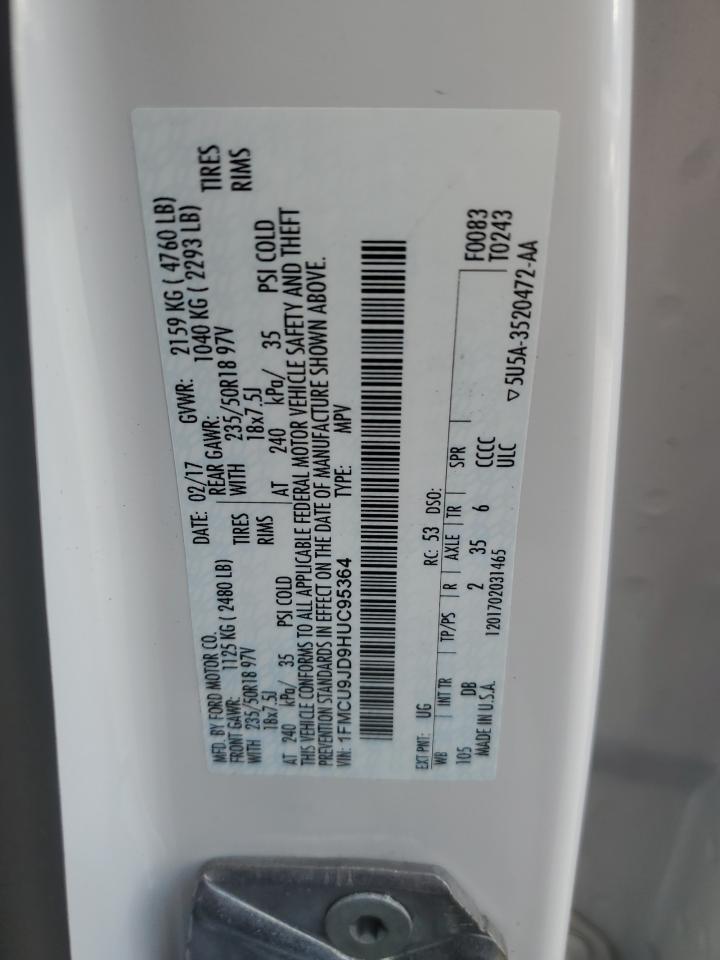 MFD. BY FORD MOTOR CO.
DATE: 02/17 GVWR: 2159 KG ( 4760 LB)
FRONT GAWR: 1125 KG ( 2480 LB) REAR GAWR: 1040 KG ( 2293 LB)
WITH 235/50R18 97V TIRES WITH 235/50R18 97V TIRES
18x7.5J RIMS 18x7.5J RIMS
AT 240 kPa/ 35 PSI COLD AT 240 kPa/ 35 PSI COLD
THIS VEHICLE CONFORMS TO ALL APPLICABLE FEDERAL MOTOR VEHICLE SAFETY AND THEFT
PREVENTION STANDARDS IN EFFECT ON THE DATE OF MANUFACTURE SHOWN ABOVE.
VIN: 1FMCU9JD9HUC95364 TYPE: MPV
EXT PNT: UG RC: 53 DSO: F0083
WB INT TR TP/PS R AXLE TR SPR T0243
105 DB 2 35 6 CCCC
MADE IN U.S.A. 1201702031465 ULC ▽5U5A-3520472-AA